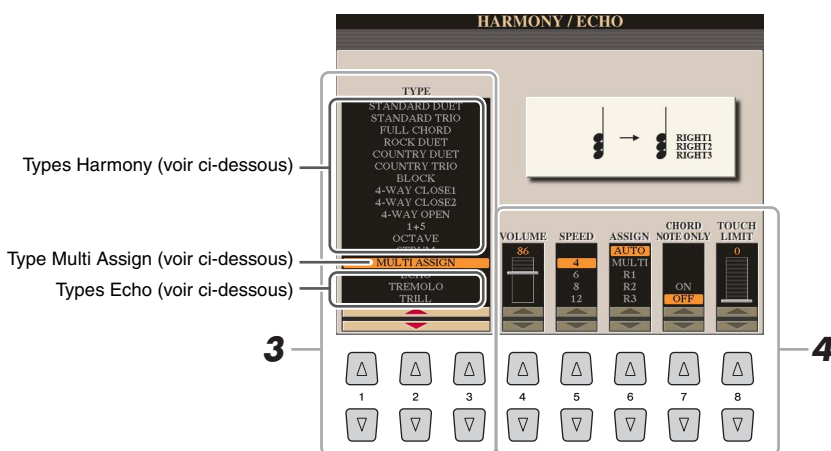 HARMONY / ECHO
TYPE
STANDARD DUET
STANDARD TRIO
FULL CHORD
ROCK DUET
COUNTRY DUET
COUNTRY TRIO
BLOCK
4-WAY CLOSE1
4-WAY CLOSE2
4-WAY OPEN
1+5
OCTAVE
STRUM
MULTI ASSIGN
ECHO
TREMOLO
TRILL
Types Harmony (voir ci-dessous)
Type Multi Assign (voir ci-dessous)
Types Echo (voir ci-dessous)
RIGHT1
RIGHT2
RIGHT3
VOLUME
86
SPEED
4
6
8
12
ASSIGN
AUTO
MULTI
R1
R2
R3
CHORD
NOTE ONLY
ON
OFF
TOUCH
LIMIT
0
3
4
1 2 3 4 5 6 7 8